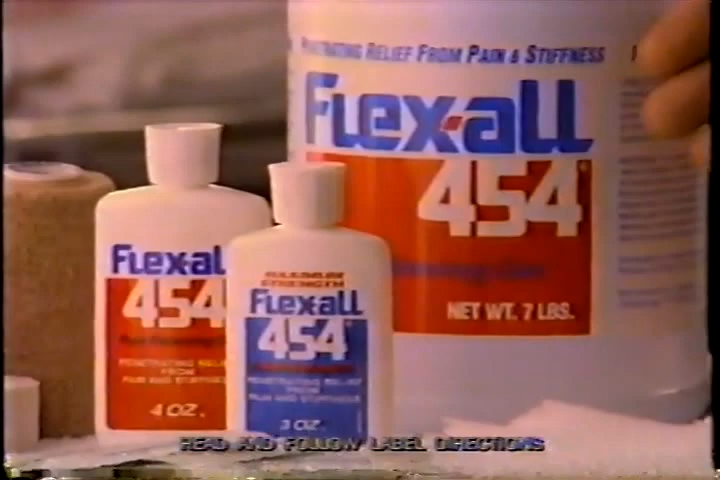 PENETRATING RELIEF FROM PAIN & STIFFNESS
FLEX-ALL
454
NET WT. 7 LBS.
FLEX-AL
454
PENETRATING RELIEF
FROM
PAIN AND STIFFNESS
4 OZ.
MAXIMUM
STRENGTH
FLEX-ALL
454
PENETRATING RELIEF
FROM
PAIN AND STIFFNESS
3 OZ.
READ AND FOLLOW LABEL DIRECTIONS